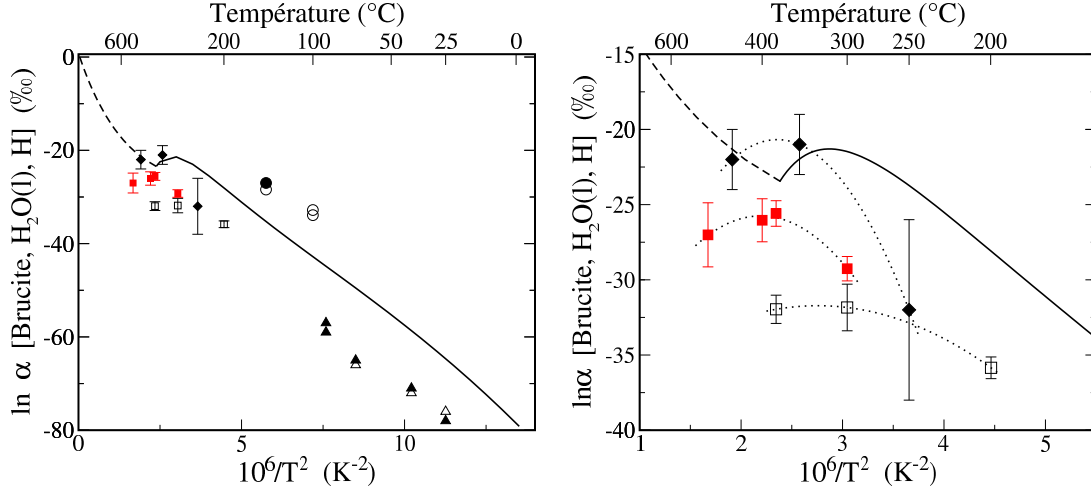 Température (°C)
600 200 100 50 25 0
0
-20
-40
-60
-80
ln α [Brucite, H2O(l), H] (‰)
0 5 10
10^6/T^2 (K^-2)
Température (°C)
600 400 300 250 200
-15
-20
-25
-30
-35
-40
lnα [Brucite, H2O(l), H] (‰)
1 2 3 4 5
10^6/T^2 (K^-2)